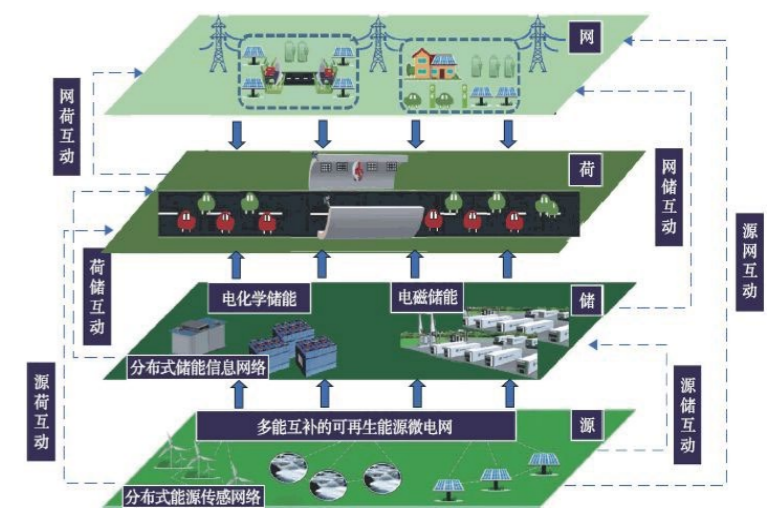 网
网荷互动
荷
网储互动
源网互动
荷储互动
电化学储能
电磁储能
储
分布式储能信息网络
源荷互动
源储互动
多能互补的可再生能源微电网
源
分布式能源传感网络